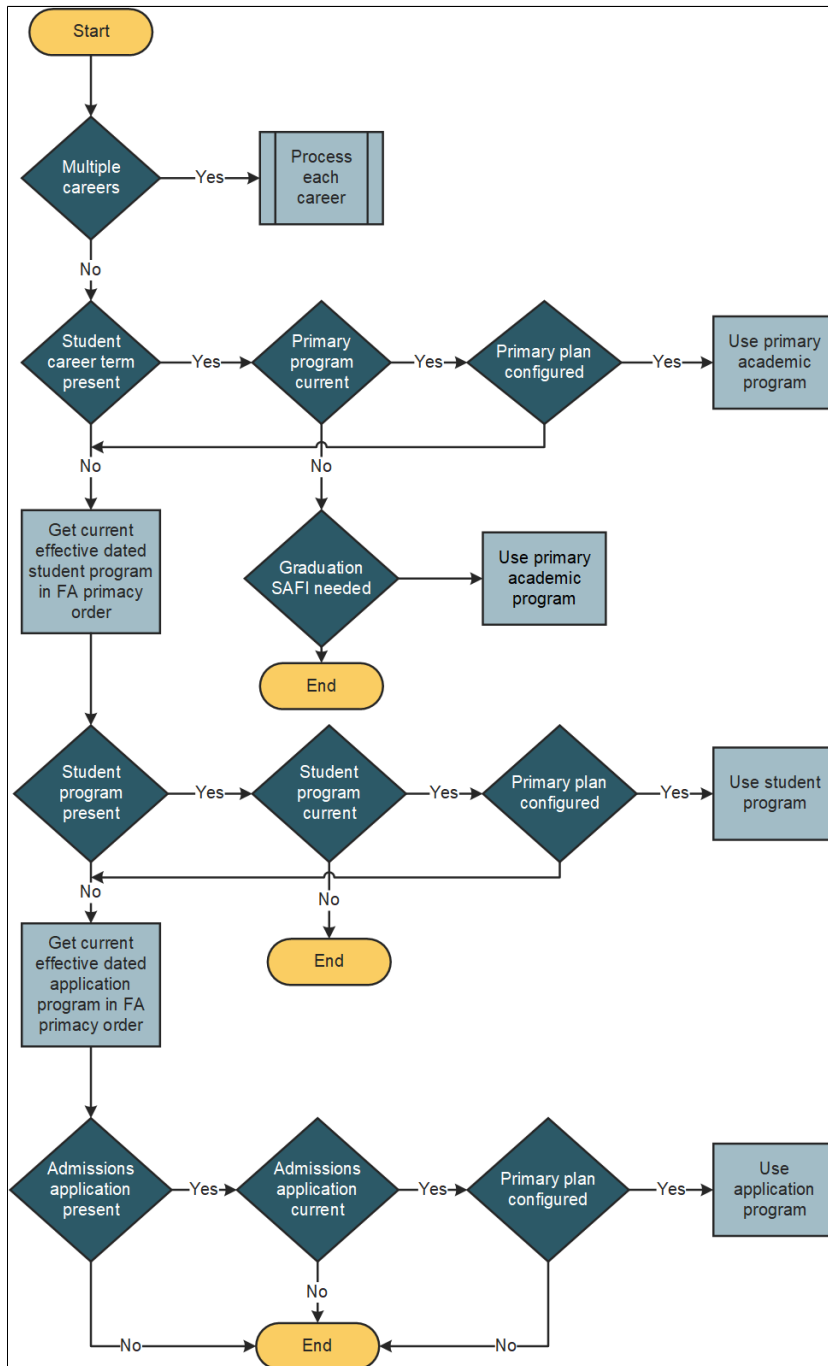 Start
Multiple
careers
Yes
Process
each
career
No
Student
career term
present
Yes
Primary
program
current
Yes
Primary plan
configured
Yes
Use primary
academic
program
No
No
Get current
effective dated
student program
in FA primacy
order
Graduation
SAFI needed
Use primary
academic
program
End
Student
program
present
Yes
Student
program
current
Yes
Primary plan
configured
Yes
Use student
program
No
No
Get current
effective dated
application
program in FA
primacy order
End
Admissions
application
present
Yes
Admissions
application
current
Yes
Primary plan
configured
Yes
Use
application
program
No
No
End
No